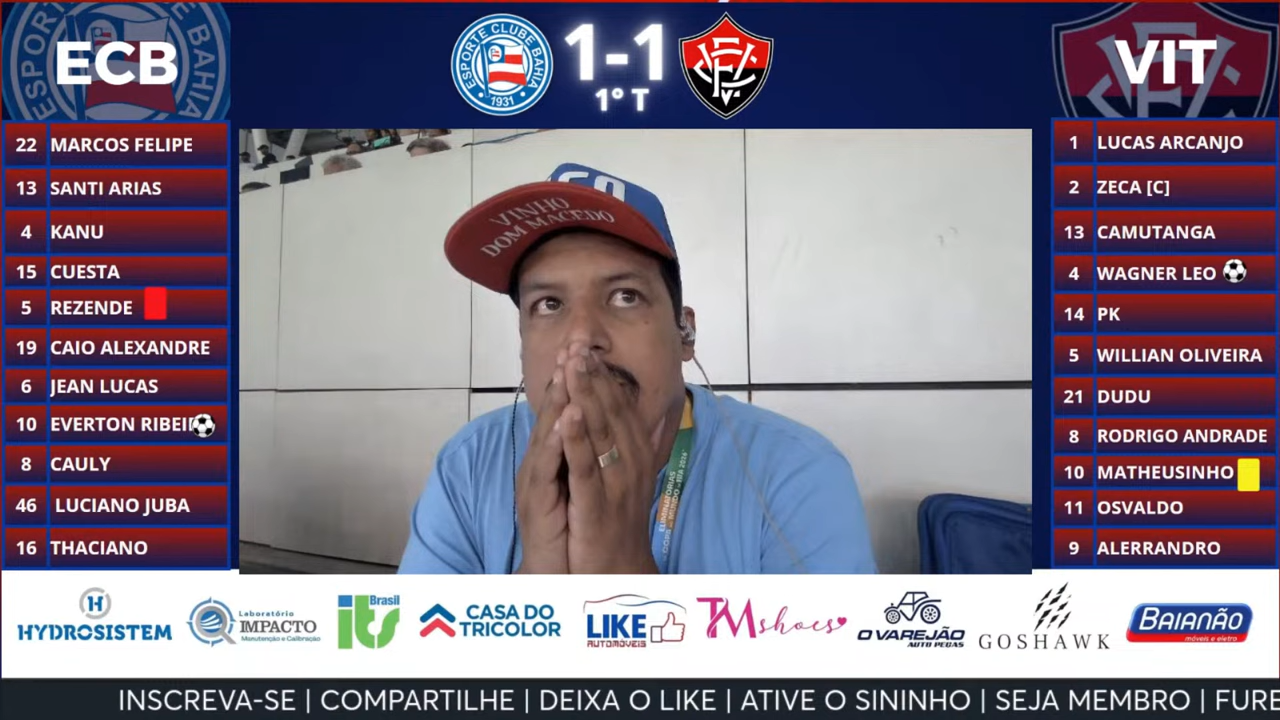 ECB
ESPORTE CLUBE BAHIA
1931
1-1
1° T
VIT
22 MARCOS FELIPE
13 SANTI ARIAS
4 KANU
15 CUESTA
5 REZENDE
19 CAIO ALEXANDRE
6 JEAN LUCAS
10 EVERTON RIBEI
8 CAULY
46 LUCIANO JUBA
16 THACIANO
VINHO
DOM MACEDO
1 LUCAS ARCANJO
2 ZECA [C]
13 CAMUTANGA
4 WAGNER LEO
14 PK
5 WILLIAN OLIVEIRA
21 DUDU
8 RODRIGO ANDRADE
10 MATHEUSINHO
11 OSVALDO
9 ALERRANDRO
HYDROSISTEM
Laboratório
IMPACTO
Manutenção e Calibração
its Brasil
CASA DO
TRICOLOR
LIKE
AUTOMÓVEIS
TM shoes
O VAREJÃO
AUTO PEÇAS
GOSHAWK
BAIANÃO
móveis e eletro
INSCREVA-SE | COMPARTILHE | DEIXA O LIKE | ATIVE O SININHO | SEJA MEMBRO | FURE